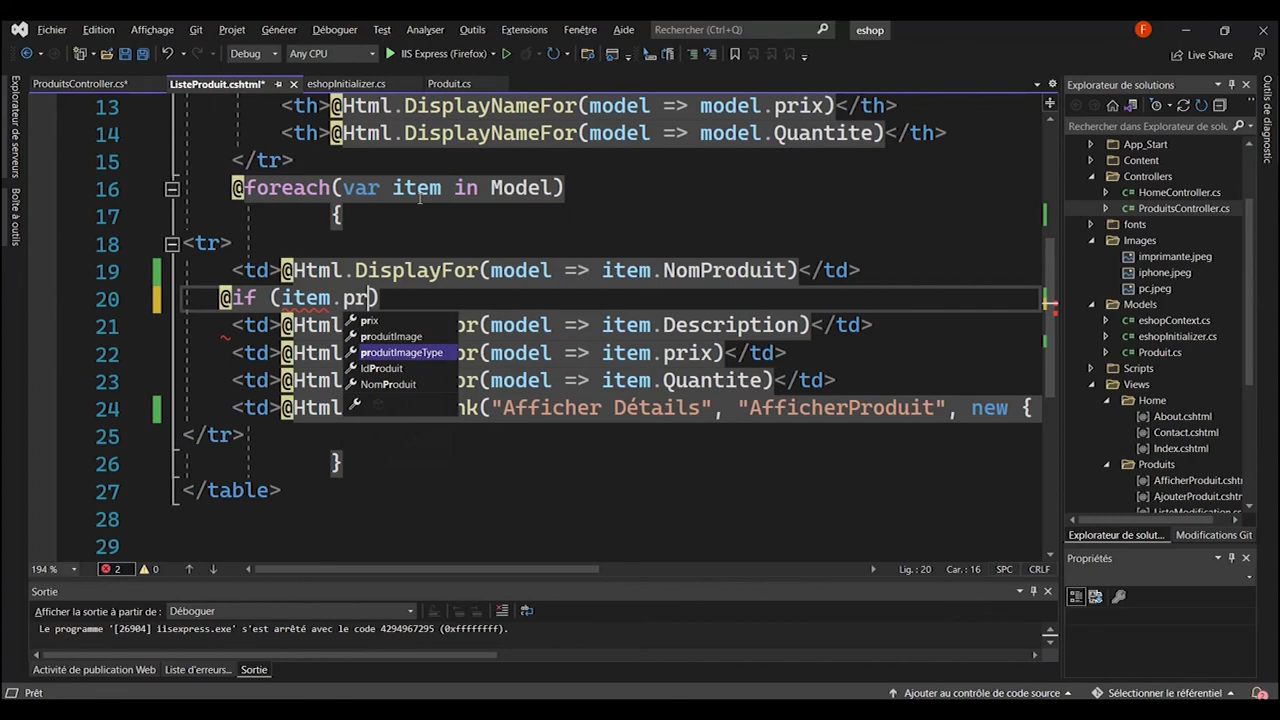 Fichier Edition Affichage Git Projet Générer Déboguer Test Analyser Outils Extensions Fenêtre Aide Rechercher (Ctrl+Q) eshop F
Debug Any CPU IIS Express (Firefox) Live Share
ProduitsController.cs* ListeProduit.cshtml* eshopInitializer.cs Produit.cs
Explorateur de serveurs
Boîte à outils
13 <th>@Html.DisplayNameFor(model => model.prix)</th>
14 <th>@Html.DisplayNameFor(model => model.Quantite)</th>
15 </tr>
16 @foreach(var item in Model)
17 {
18 <tr>
19 <td>@Html.DisplayFor(model => item.NomProduit)</td>
20 @if (item.pr)
21 <td>@Html or(model => item.Description)</td>
22 <td>@Html or(model => item.prix)</td>
23 <td>@Html or(model => item.Quantite)</td>
24 <td>@Html nk("Afficher Détails", "AfficherProduit", new {
25 </tr>
26 }
27 </table>
28
29
prix
produitImage
produitImageType
IdProduit
NomProduit
194 % 2 0 Lig. : 20 Car. : 16 SPC CRLF
Sortie
Afficher la sortie à partir de : Déboguer
Le programme '[26904] iisexpress.exe' s'est arrêté avec le code 4294967295 (0xffffffff).
Activité de publication Web Liste d'erreurs... Sortie
Prêt Ajouter au contrôle de code source Sélectionner le référentiel 2
Explorateur de solutions
Rechercher dans Explorateur de solu
App_Start
Content
Controllers
C# HomeController.cs
C# ProduitsController.cs
fonts
Images
imprimante.jpeg
iphone.jpeg
pc.jpeg
Models
C# eshopContext.cs
C# eshopInitializer.cs
C# Produit.cs
Scripts
Views
Home
About.cshtml
Contact.cshtml
Index.cshtml
Produits
AfficherProduit.cshtm
AjouterProduit.cshtm
ListeModification.cs
Explorateur de solut... Modifications Git
Propriétés
Outils de diagnostic